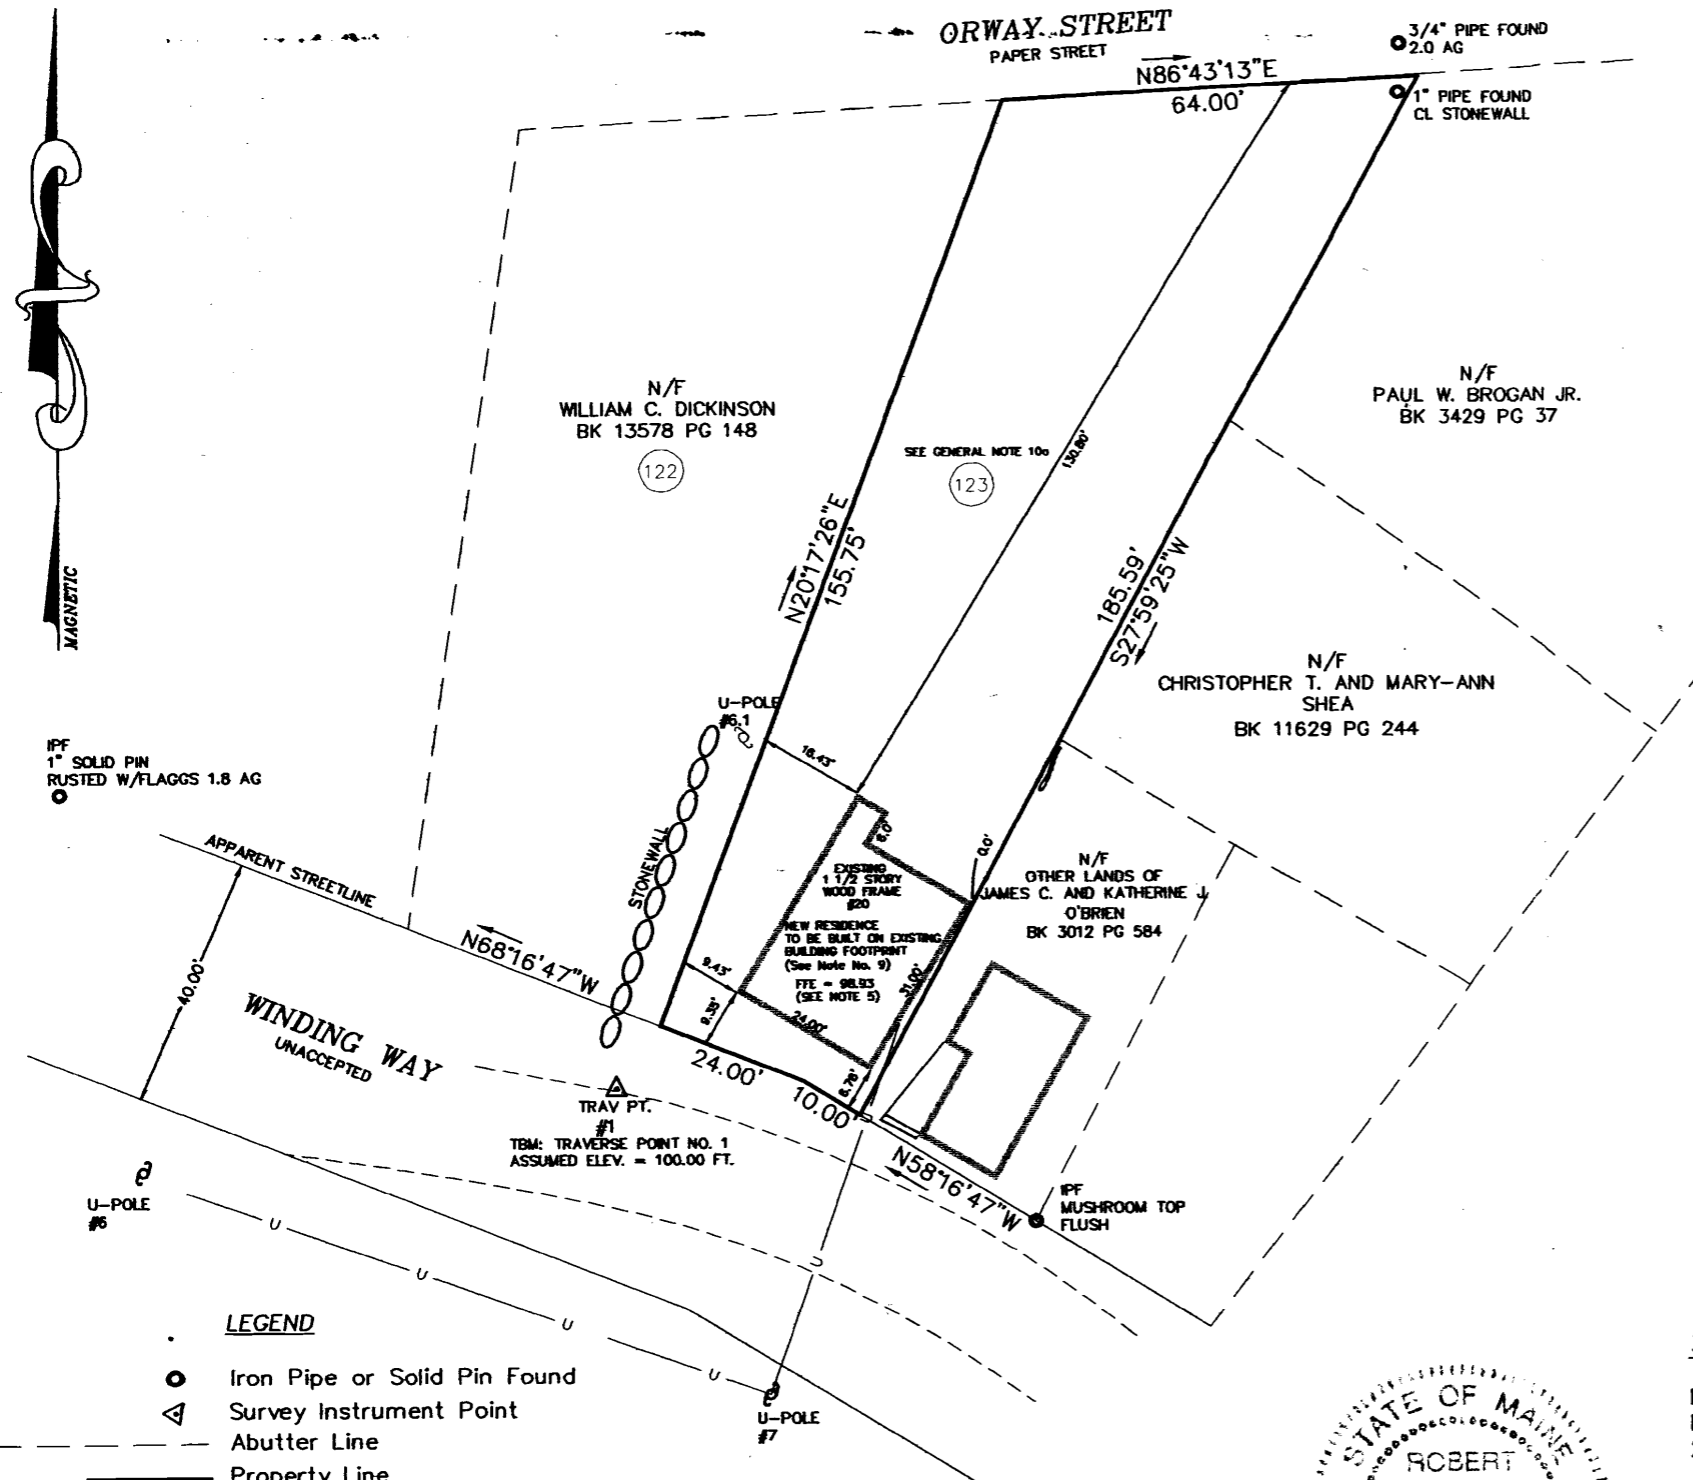 ORWAY STREET
PAPER STREET
3/4" PIPE FOUND
2.0 AG
N86°43'13"E
64.00'
1" PIPE FOUND
CL STONEWALL
MAGNETIC
N/F
WILLIAM C. DICKINSON
BK 13578 PG 148
122
SEE GENERAL NOTE 10a
123
130.80'
N/F
PAUL W. BROGAN JR.
BK 3429 PG 37
N20°17'26"E
155.75'
185.59'
S27°59'25"W
N/F
CHRISTOPHER T. AND MARY-ANN
SHEA
BK 11629 PG 244
U-POLE
#6.1
IPF
1" SOLID PIN
RUSTED W/FLAGGS 1.8 AG
16.43'
STONEWALL
APPARENT STREETLINE
6.0'
0.0'
EXISTING
1 1/2 STORY
WOOD FRAME
#20
NEW RESIDENCE
TO BE BUILT ON EXISTING
BUILDING FOOTPRINT
(See Note No. 9)
FFE = 98.93
(SEE NOTE 5)
N/F
OTHER LANDS OF
JAMES C. AND KATHERINE J.
O'BRIEN
BK 3012 PG 584
N68°16'47"W
9.43'
9.35'
31.00'
24.00'
40.00'
WINDING WAY
UNACCEPTED
24.00'
10.00'
6.78'
TRAV PT.
#1
TBM: TRAVERSE POINT NO. 1
ASSUMED ELEV. = 100.00 FT.
N58°16'47"W
IPF
MUSHROOM TOP
FLUSH
U-POLE
#6
U
U
U
U
U
U-POLE
#7
LEGEND
Iron Pipe or Solid Pin Found
Survey Instrument Point
Abutter Line
Property Line
STATE OF MAINE
ROBERT